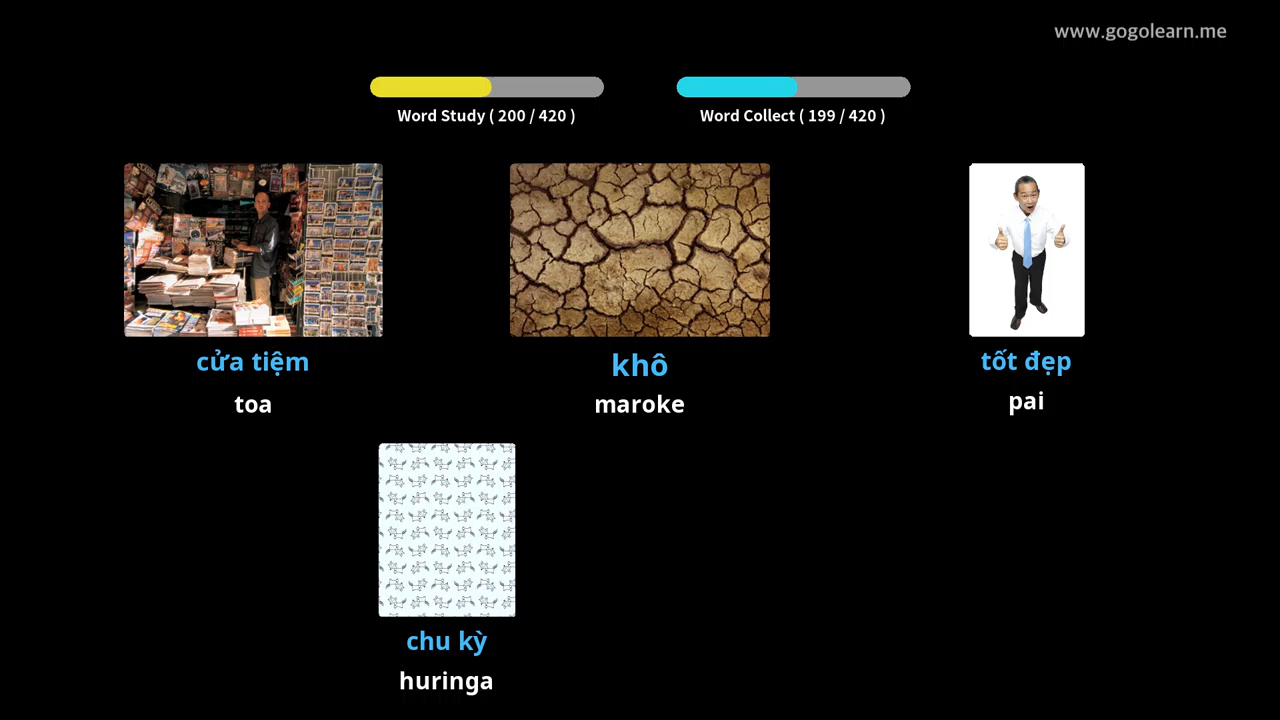 www.gogolearn.me
Word Study ( 200 / 420 )
Word Collect ( 199 / 420 )
cửa tiệm
toa
khô
maroke
tốt đẹp
pai
chu kỳ
huringa